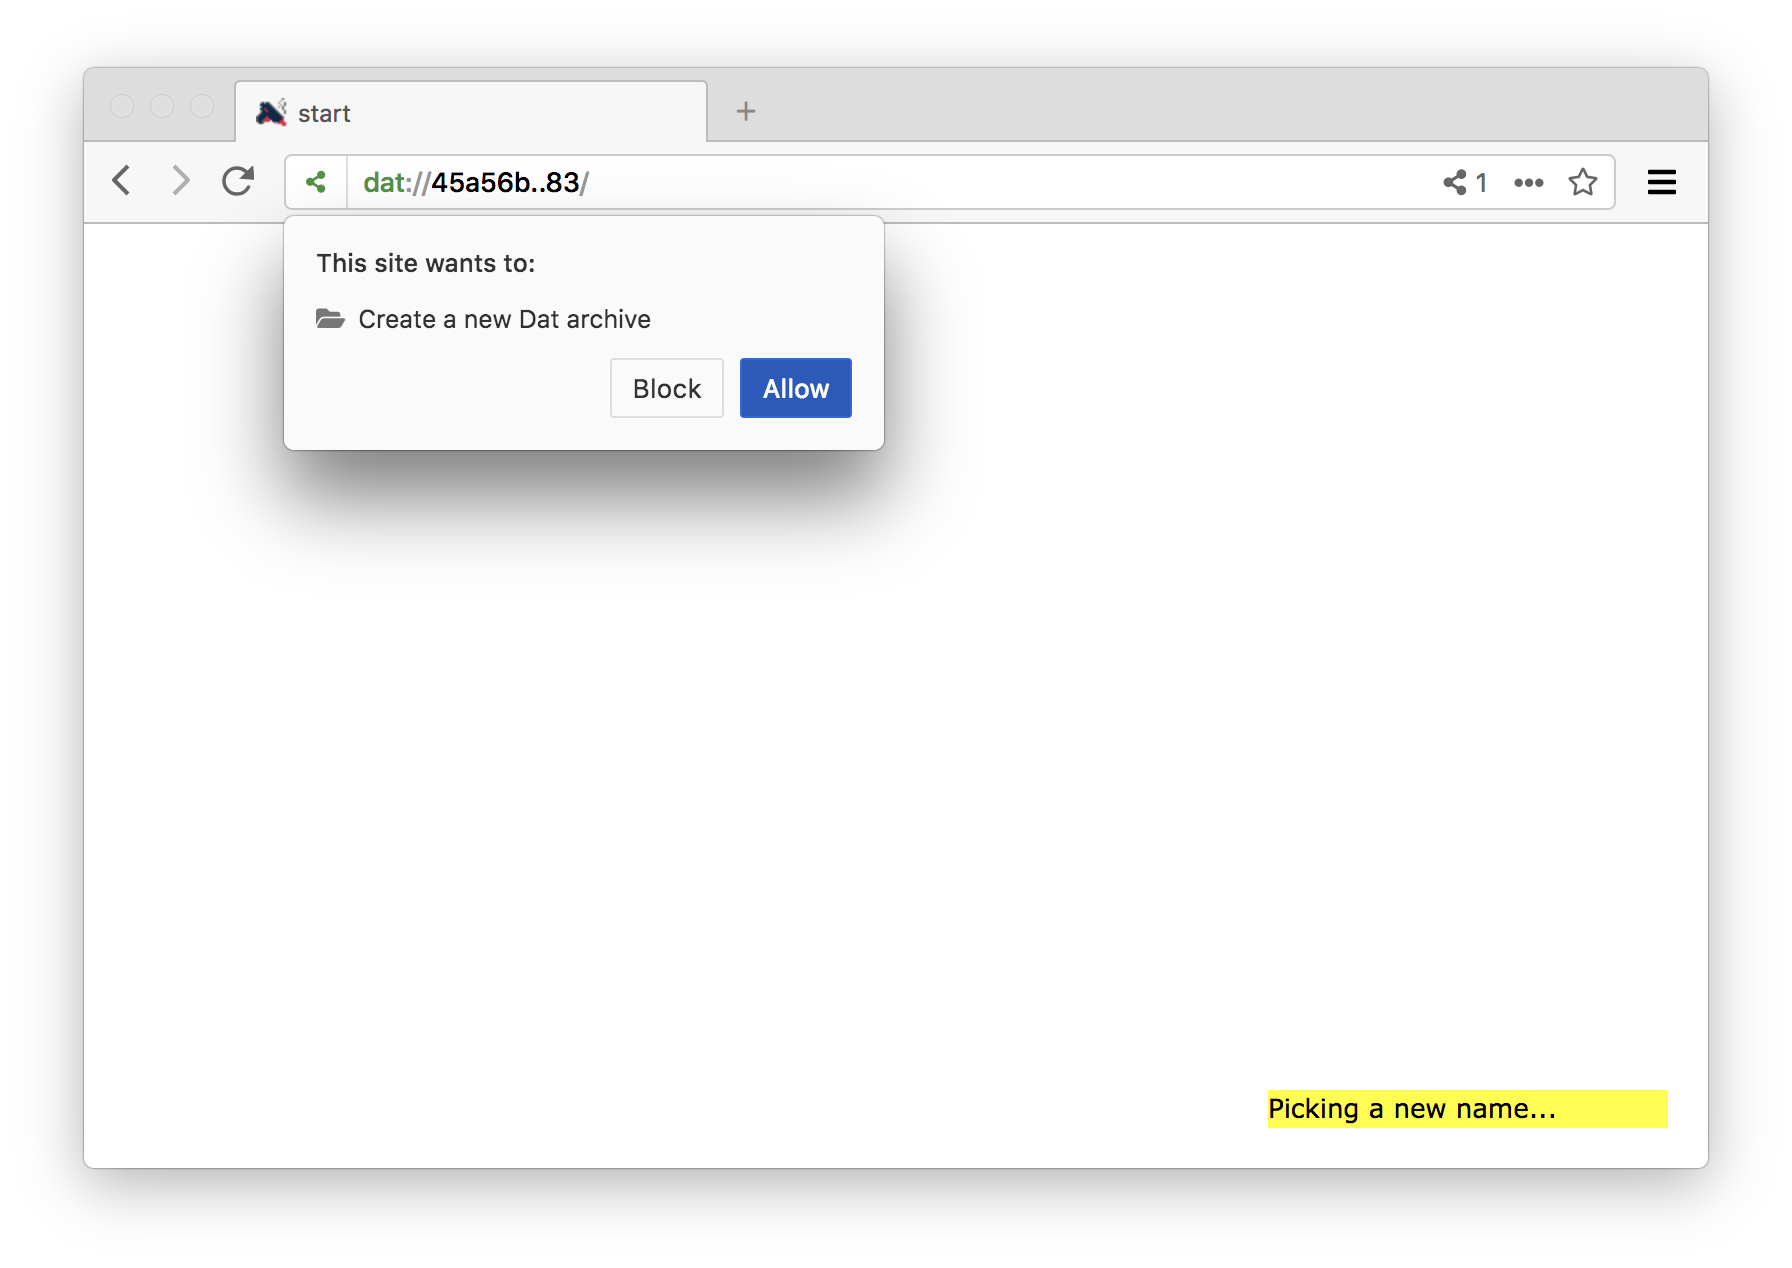 start
dat://45a56b..83/ 1
This site wants to:
Create a new Dat archive
Block Allow
Picking a new name...